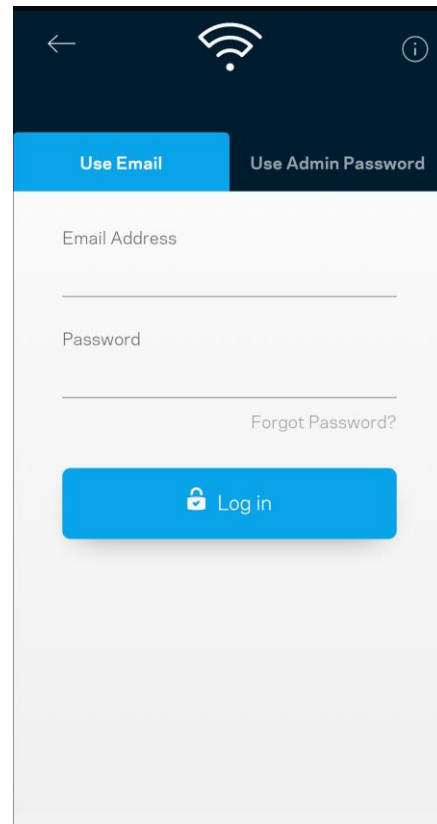 Use Email
Use Admin Password
Email Address
Password
Forgot Password?
Log in